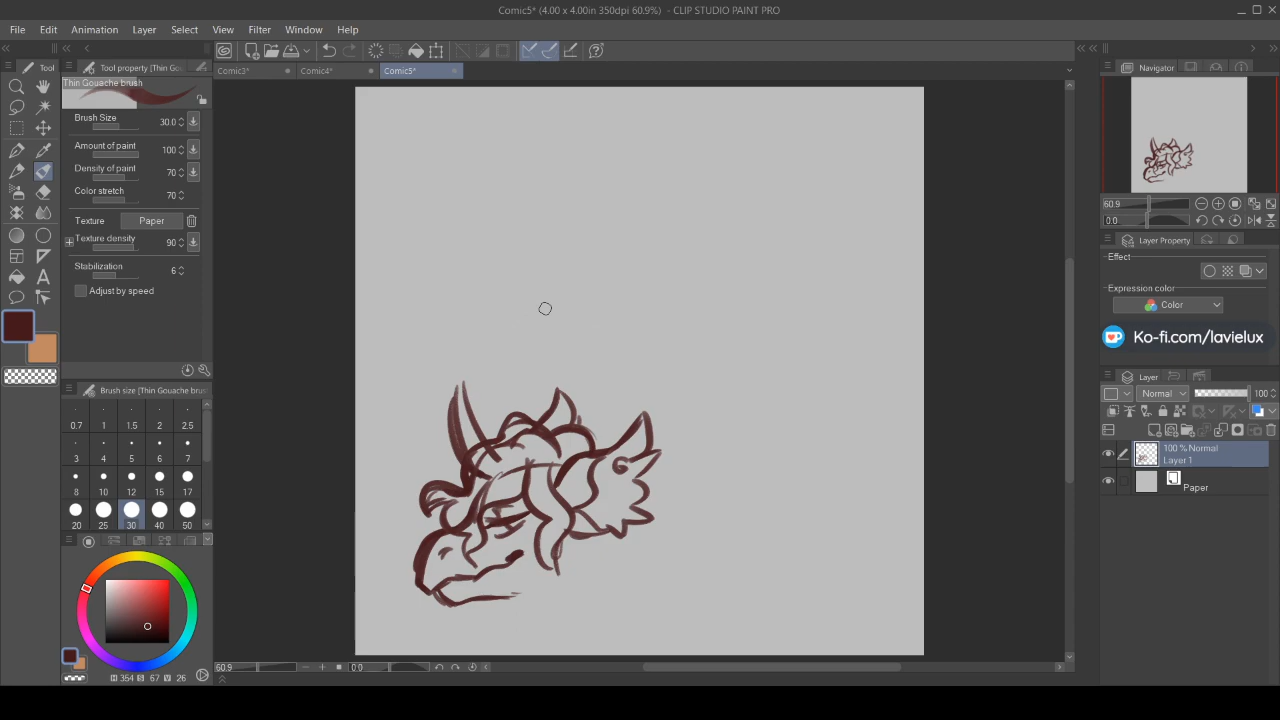 Comic5* (4.00 x 4.00in 350dpi 60.9%) - CLIP STUDIO PAINT PRO
File Edit Animation Layer Select View Filter Window Help
Tool
Tool property [Thin Go
Comic3* Comic4* Comic5*
Navigator
Thin Gouache brush
Brush Size 30.0
Amount of paint 100
Density of paint 70
Color stretch 70
Texture Paper
Texture density 90
Stabilization 6
Adjust by speed
60.9
0.0
Layer Property
Effect
Expression color
Color
Ko-fi.com/lavielux
Layer
Normal 100
100 % Normal
Layer 1
Paper
Brush size [Thin Gouache brus
0.7 1 1.5 2 2.5
3 4 5 6 7
8 10 12 15 17
20 25 30 40 50
60.9 0.0
H 354 S 67 V 26